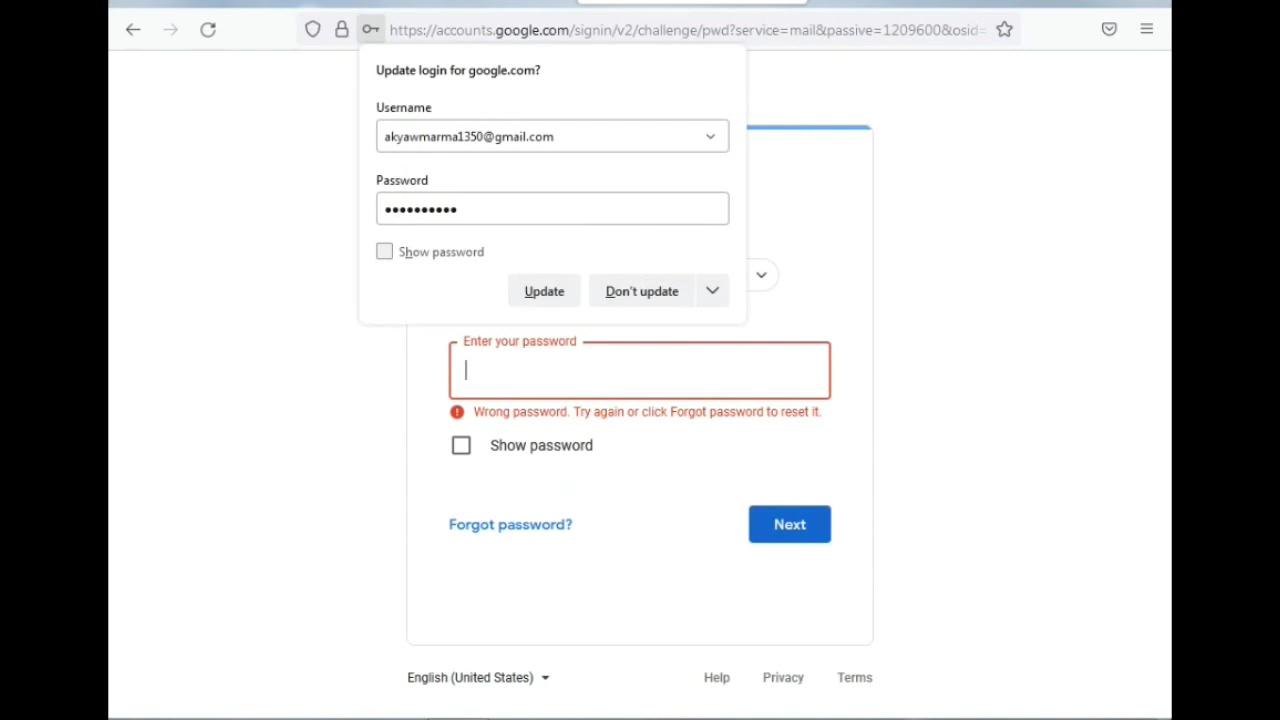 https://accounts.google.com/signin/v2/challenge/pwd?service=mail&passive=1209600&osid=
Update login for google.com?
Username
akyawmarma1350@gmail.com
Password
••••••••••
Show password
Update
Don't update
Enter your password
Wrong password. Try again or click Forgot password to reset it.
Show password
Forgot password?
Next
English (United States)
Help
Privacy
Terms